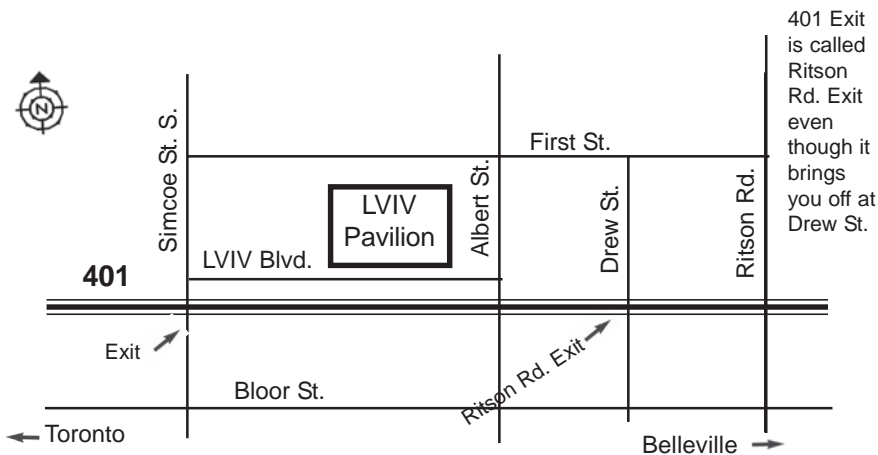 401 Exit
is called
Ritson
Rd. Exit
even
though it
brings
you off at
Drew St.
N
Simcoe St. S.
First St.
LVIV
Pavilion
Albert St.
Drew St.
Ritson Rd.
LVIV Blvd.
401
Exit
Ritson Rd. Exit
Bloor St.
Toronto
Belleville